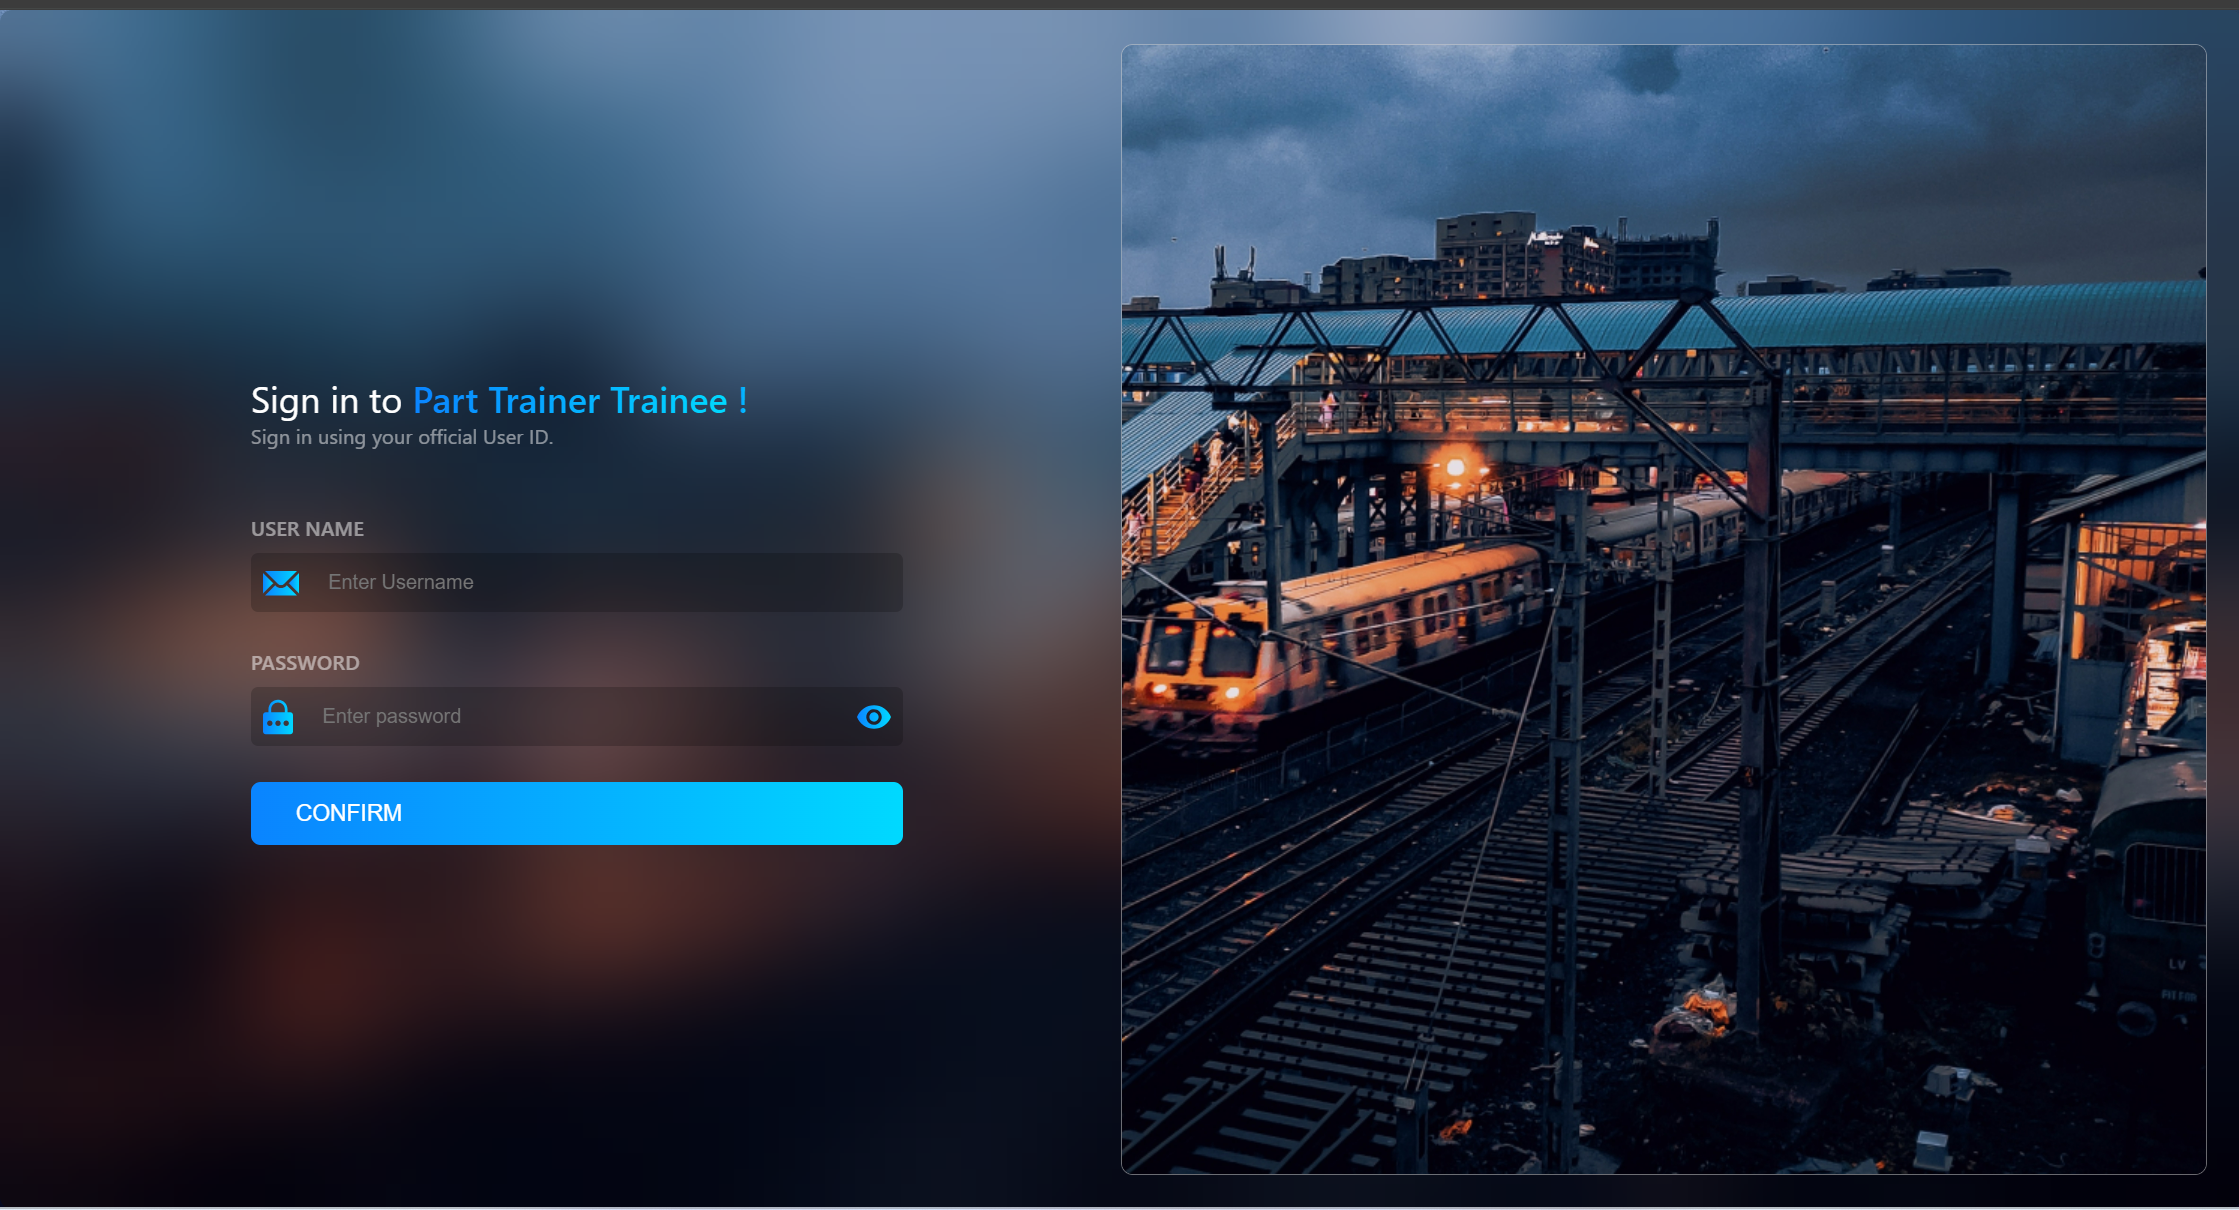 Sign in to Part Trainer Trainee !
Sign in using your official User ID.
USER NAME
Enter Username
PASSWORD
Enter password
CONFIRM
LV